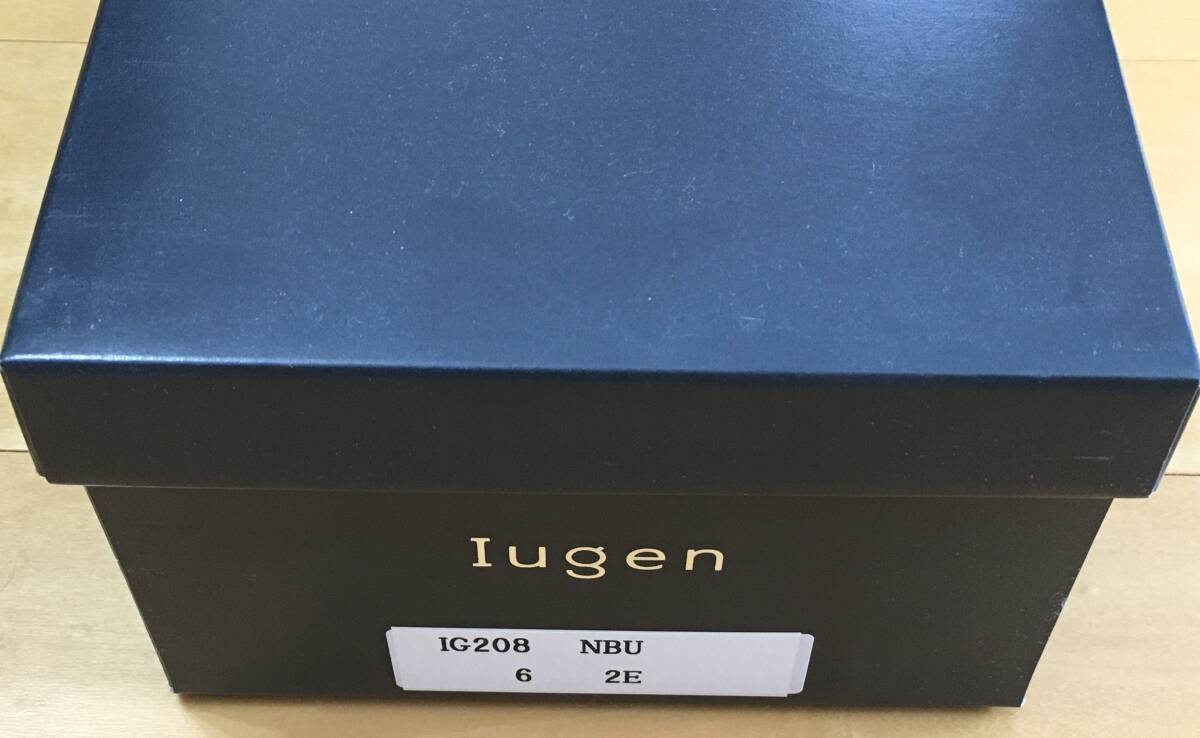 Iugen
IG208 NBU
6 2E